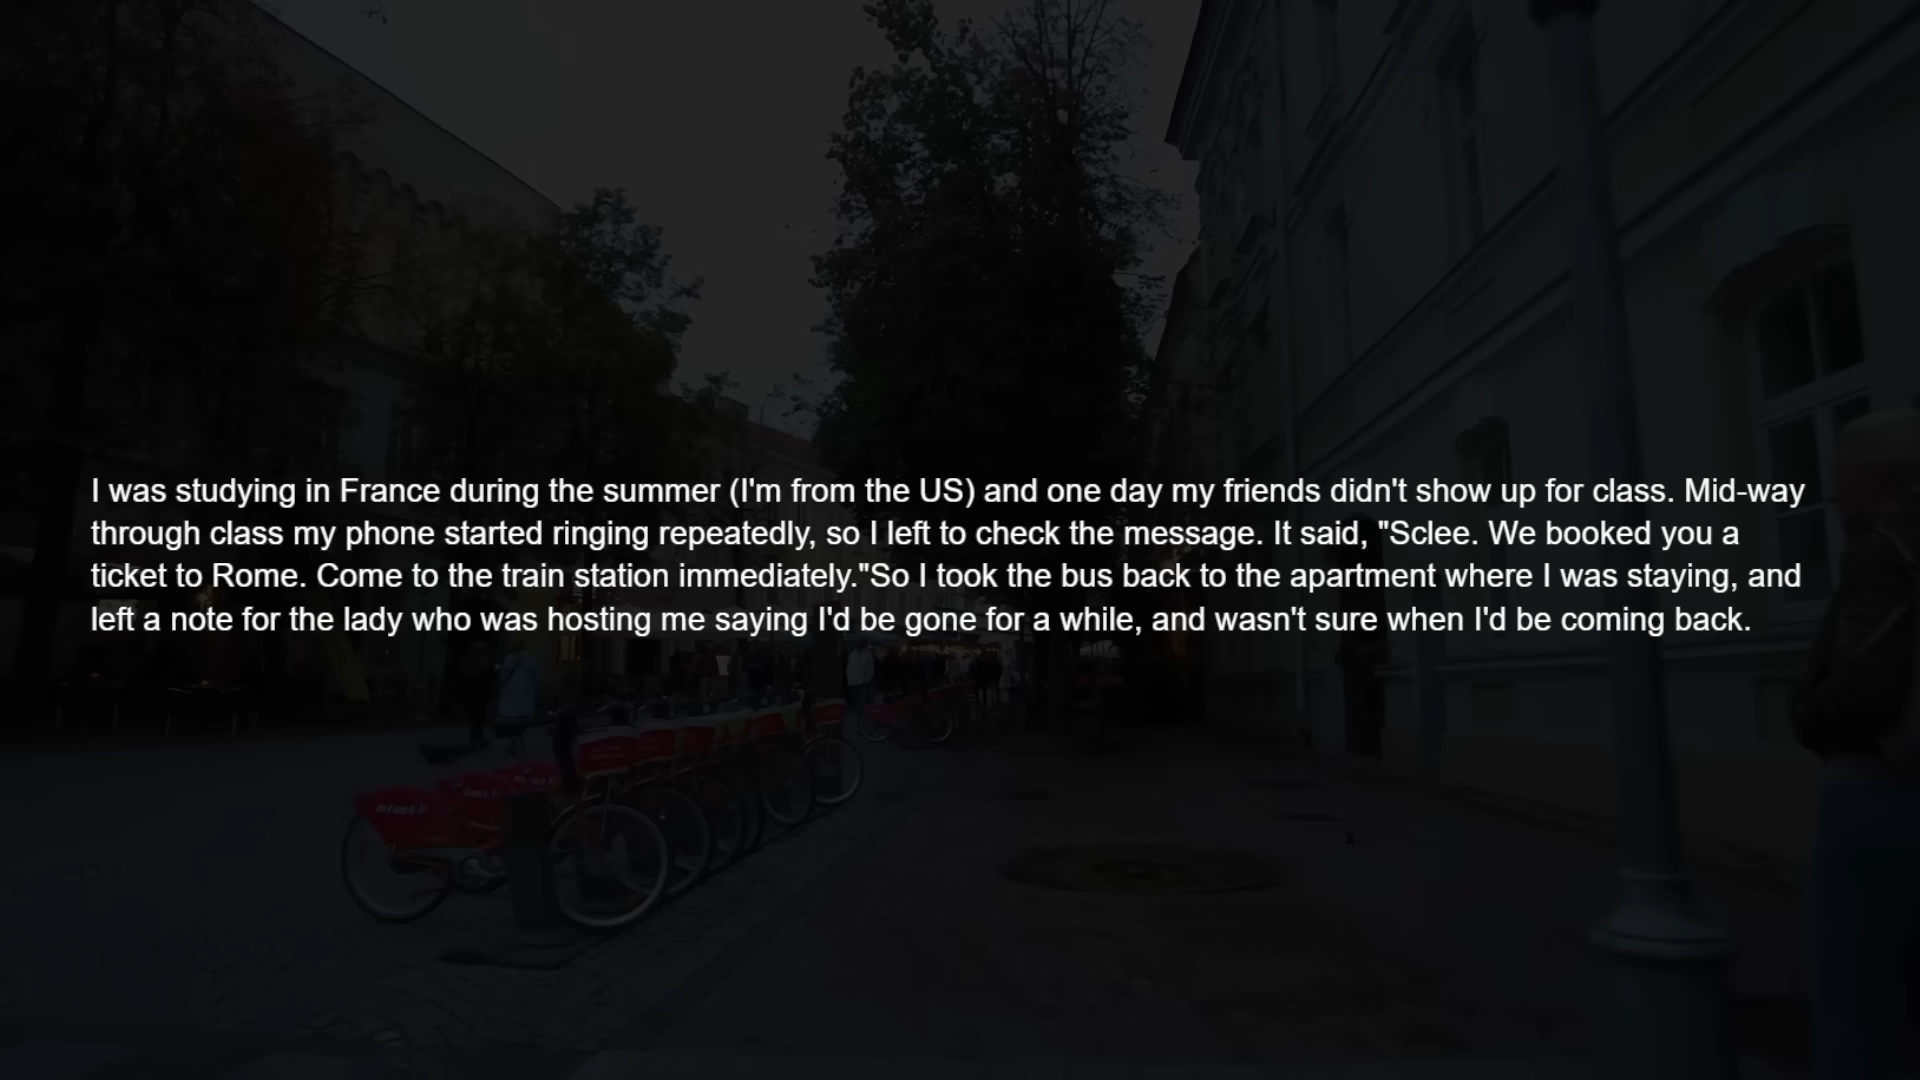 I was studying in France during the summer (I'm from the US) and one day my friends didn't show up for class. Mid-way
through class my phone started ringing repeatedly, so I left to check the message. It said, "Sclee. We booked you a
ticket to Rome. Come to the train station immediately."So I took the bus back to the apartment where I was staying, and
left a note for the lady who was hosting me saying I'd be gone for a while, and wasn't sure when I'd be coming back.